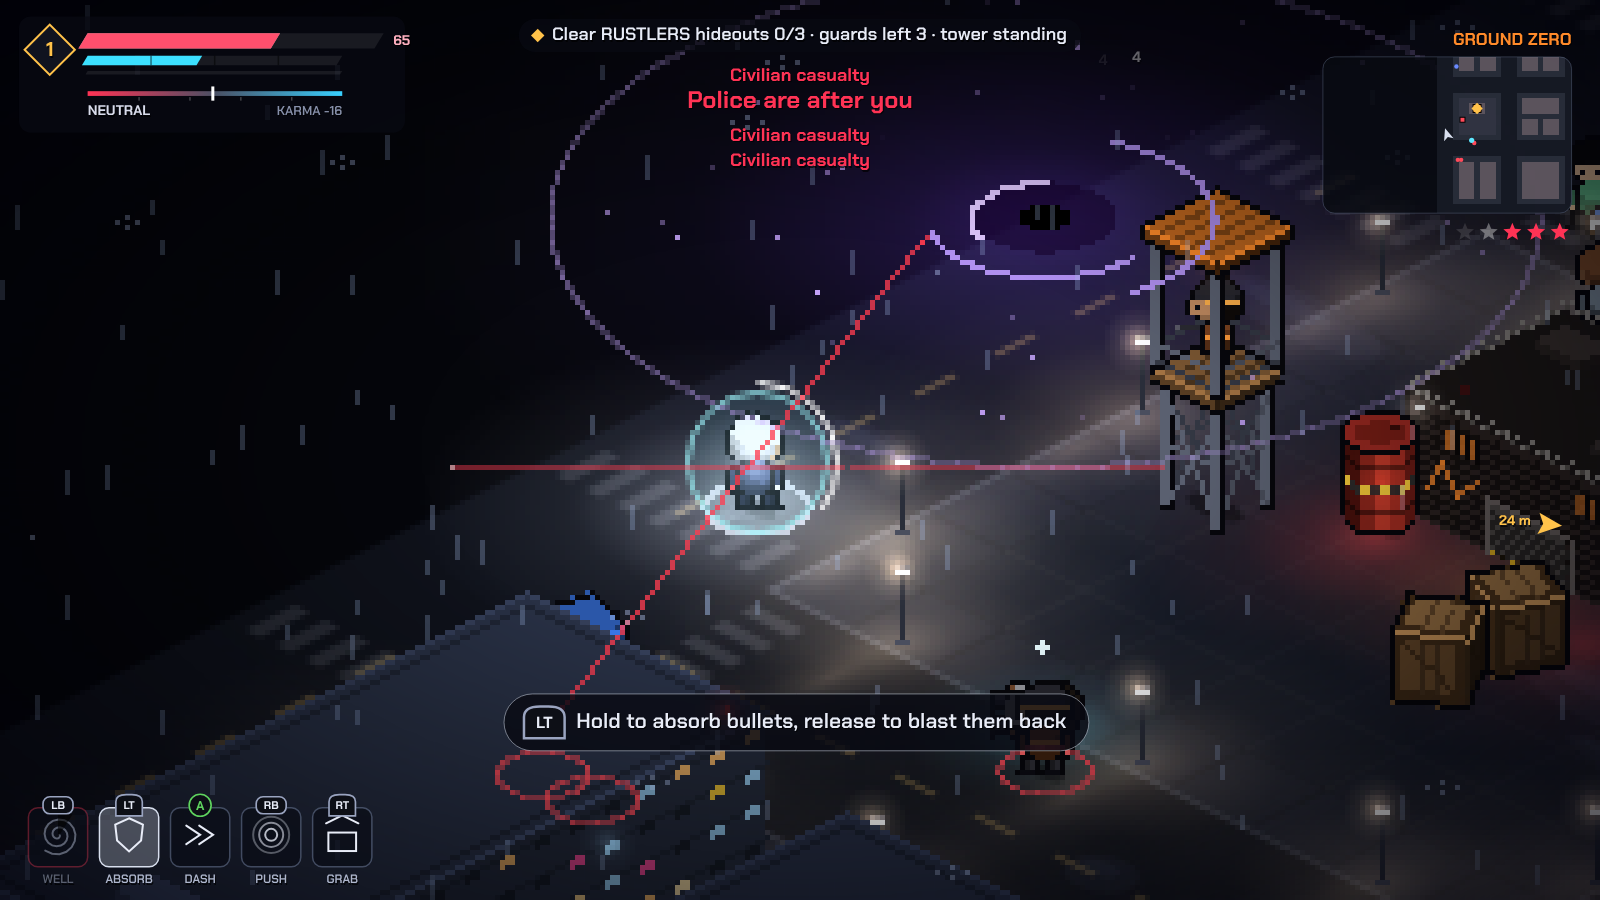 1
65
NEUTRAL
KARMA -16
Clear RUSTLERS hideouts 0/3 · guards left 3 · tower standing
4
4
Civilian casualty
Police are after you
Civilian casualty
Civilian casualty
GROUND ZERO
24 m
LT Hold to absorb bullets, release to blast them back
LB LT A RB RT
WELL ABSORB DASH PUSH GRAB